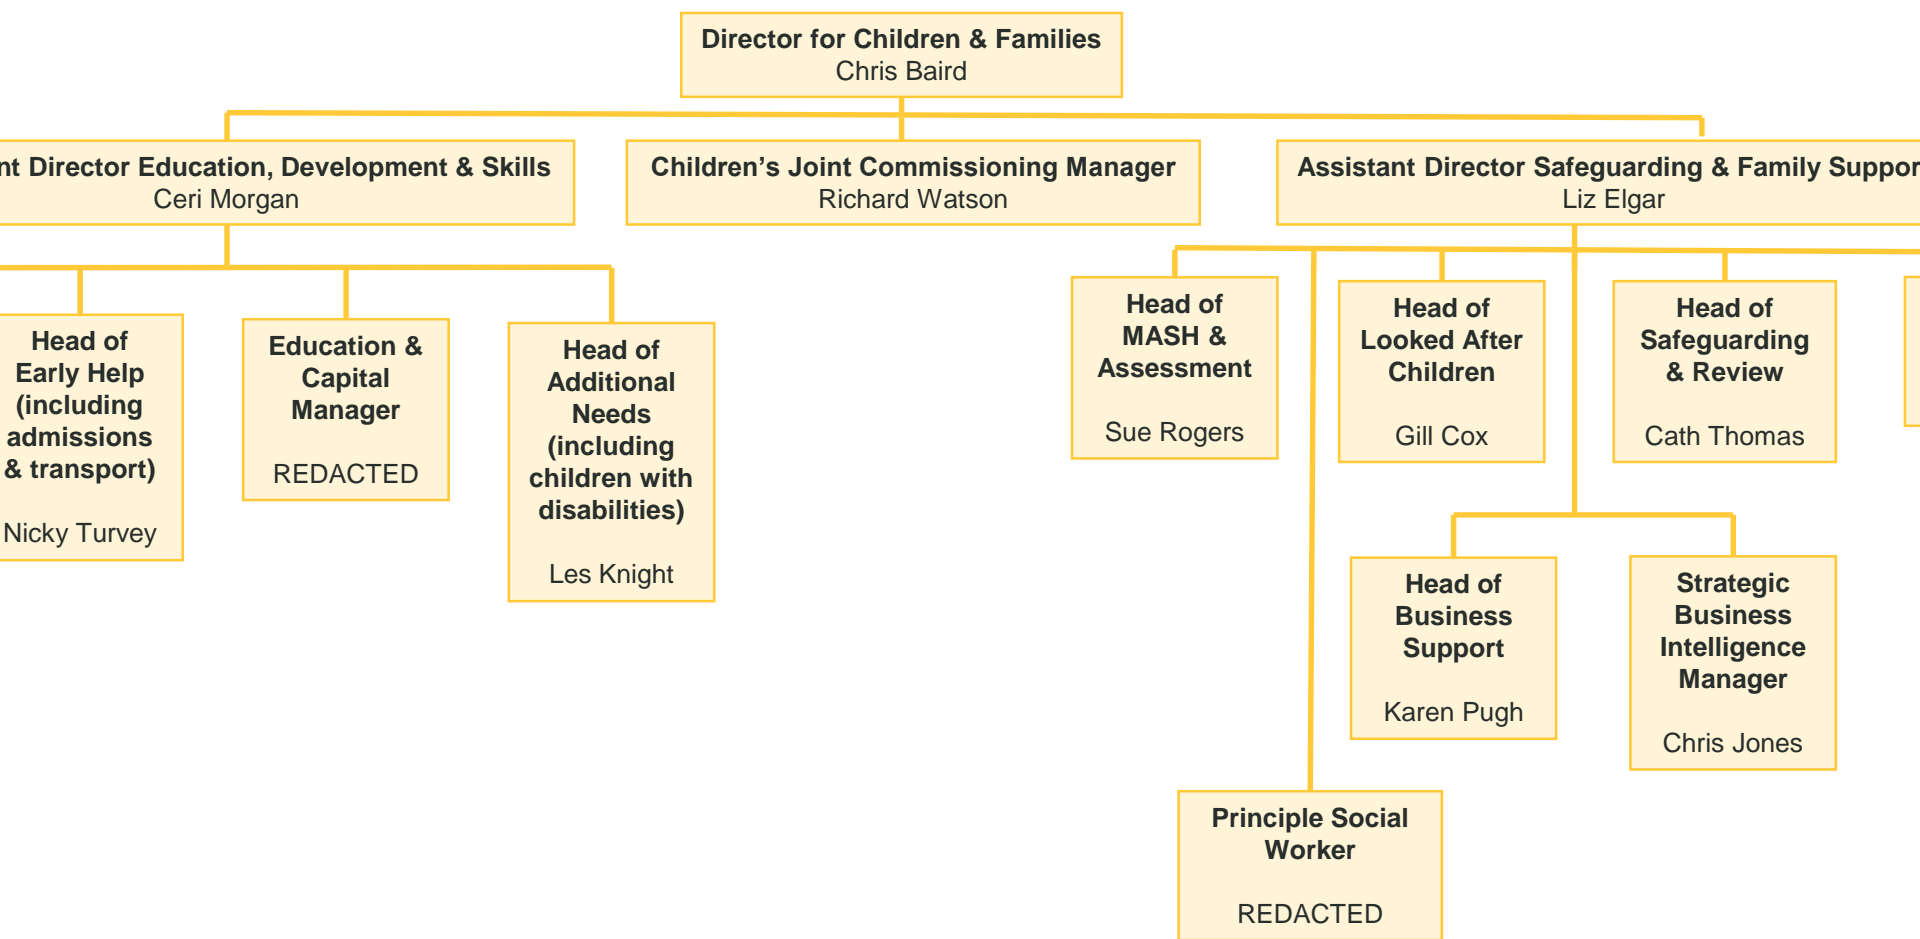 Director for Children & Families
Chris Baird
nt Director Education, Development & Skills
Ceri Morgan
Children’s Joint Commissioning Manager
Richard Watson
Assistant Director Safeguarding & Family Suppor
Liz Elgar
Head of
Early Help
(including
admissions
& transport)
Nicky Turvey
Education &
Capital
Manager
REDACTED
Head of
Additional
Needs
(including
children with
disabilities)
Les Knight
Head of
MASH &
Assessment
Sue Rogers
Head of
Looked After
Children
Gill Cox
Head of
Safeguarding
& Review
Cath Thomas
Head of
Business
Support
Karen Pugh
Strategic
Business
Intelligence
Manager
Chris Jones
Principle Social
Worker
REDACTED